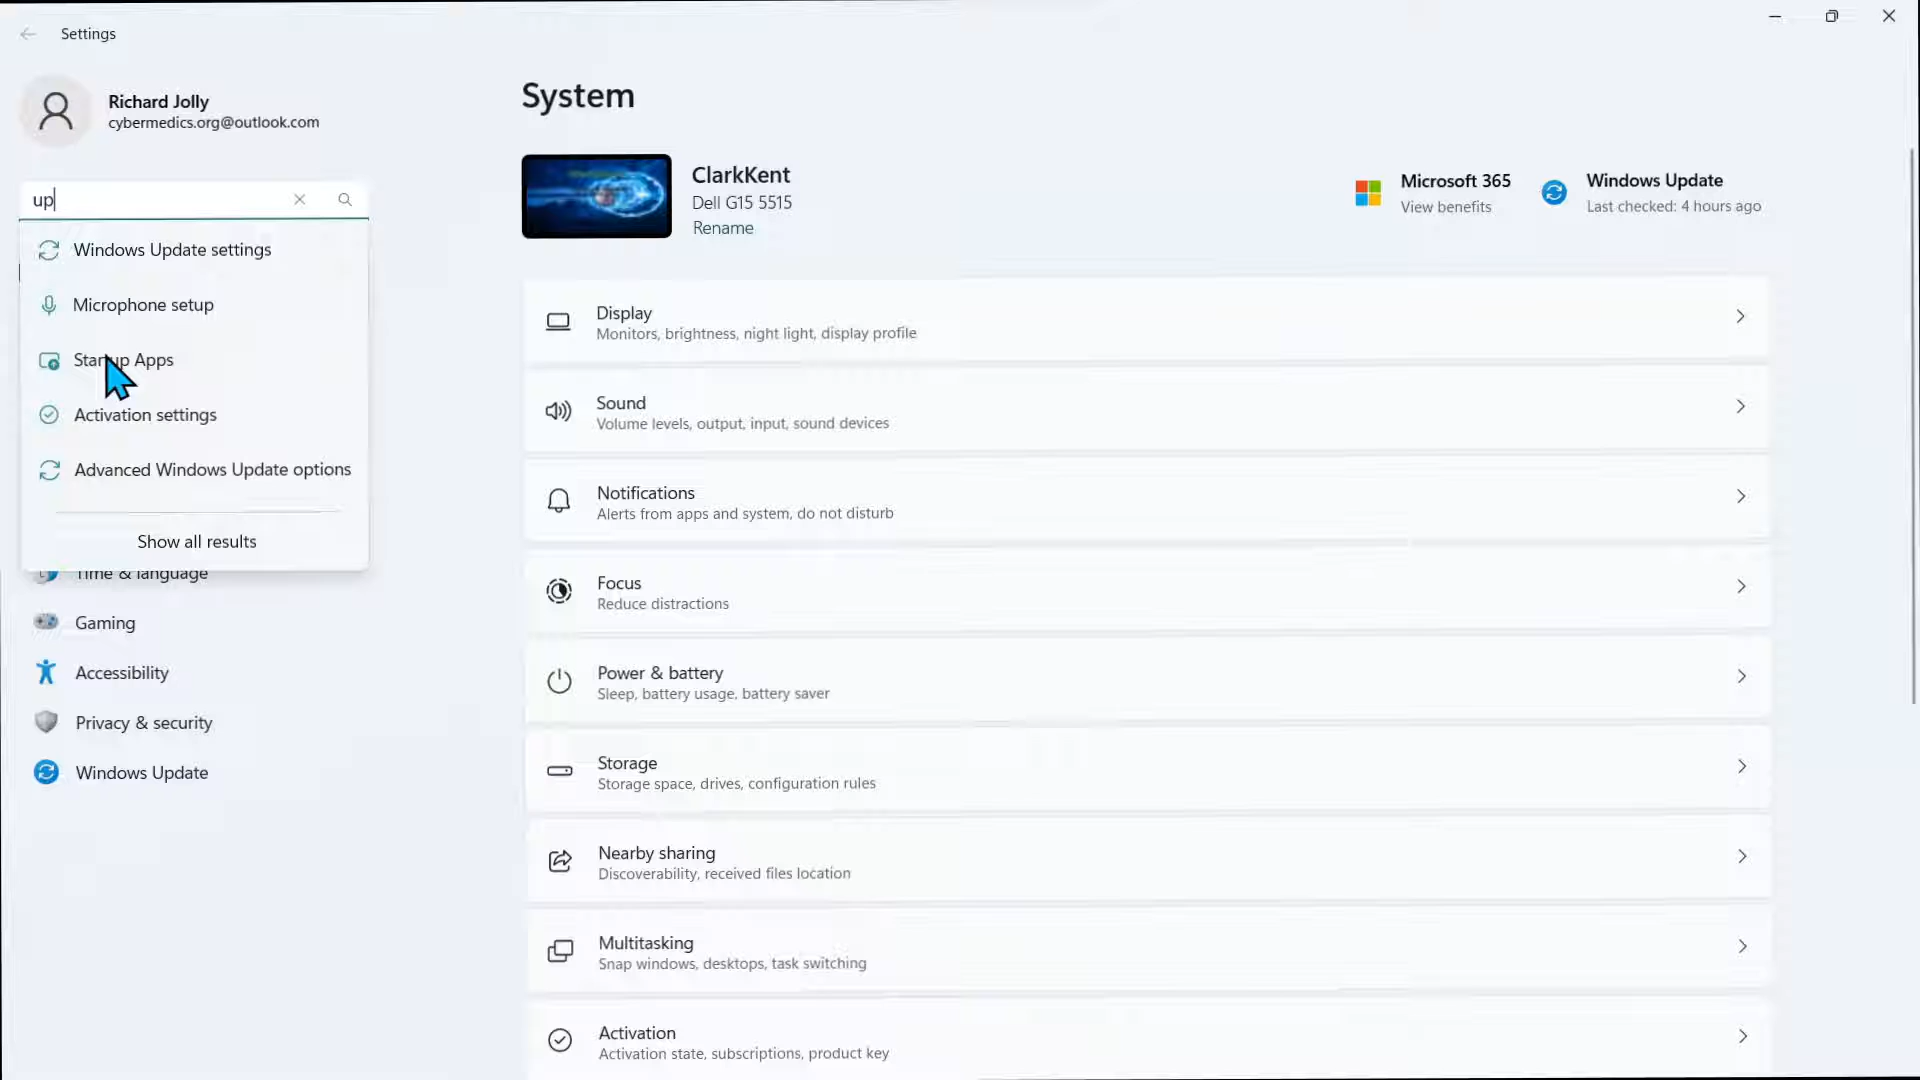 Settings
Richard Jolly
cybermedics.org@outlook.com
up
Windows Update settings
Microphone setup
Startup Apps
Activation settings
Advanced Windows Update options
Show all results
Time & language
Gaming
Accessibility
Privacy & security
Windows Update
System
ClarkKent
Dell G15 5515
Rename
Microsoft 365
View benefits
Windows Update
Last checked: 4 hours ago
Display
Monitors, brightness, night light, display profile
Sound
Volume levels, output, input, sound devices
Notifications
Alerts from apps and system, do not disturb
Focus
Reduce distractions
Power & battery
Sleep, battery usage, battery saver
Storage
Storage space, drives, configuration rules
Nearby sharing
Discoverability, received files location
Multitasking
Snap windows, desktops, task switching
Activation
Activation state, subscriptions, product key